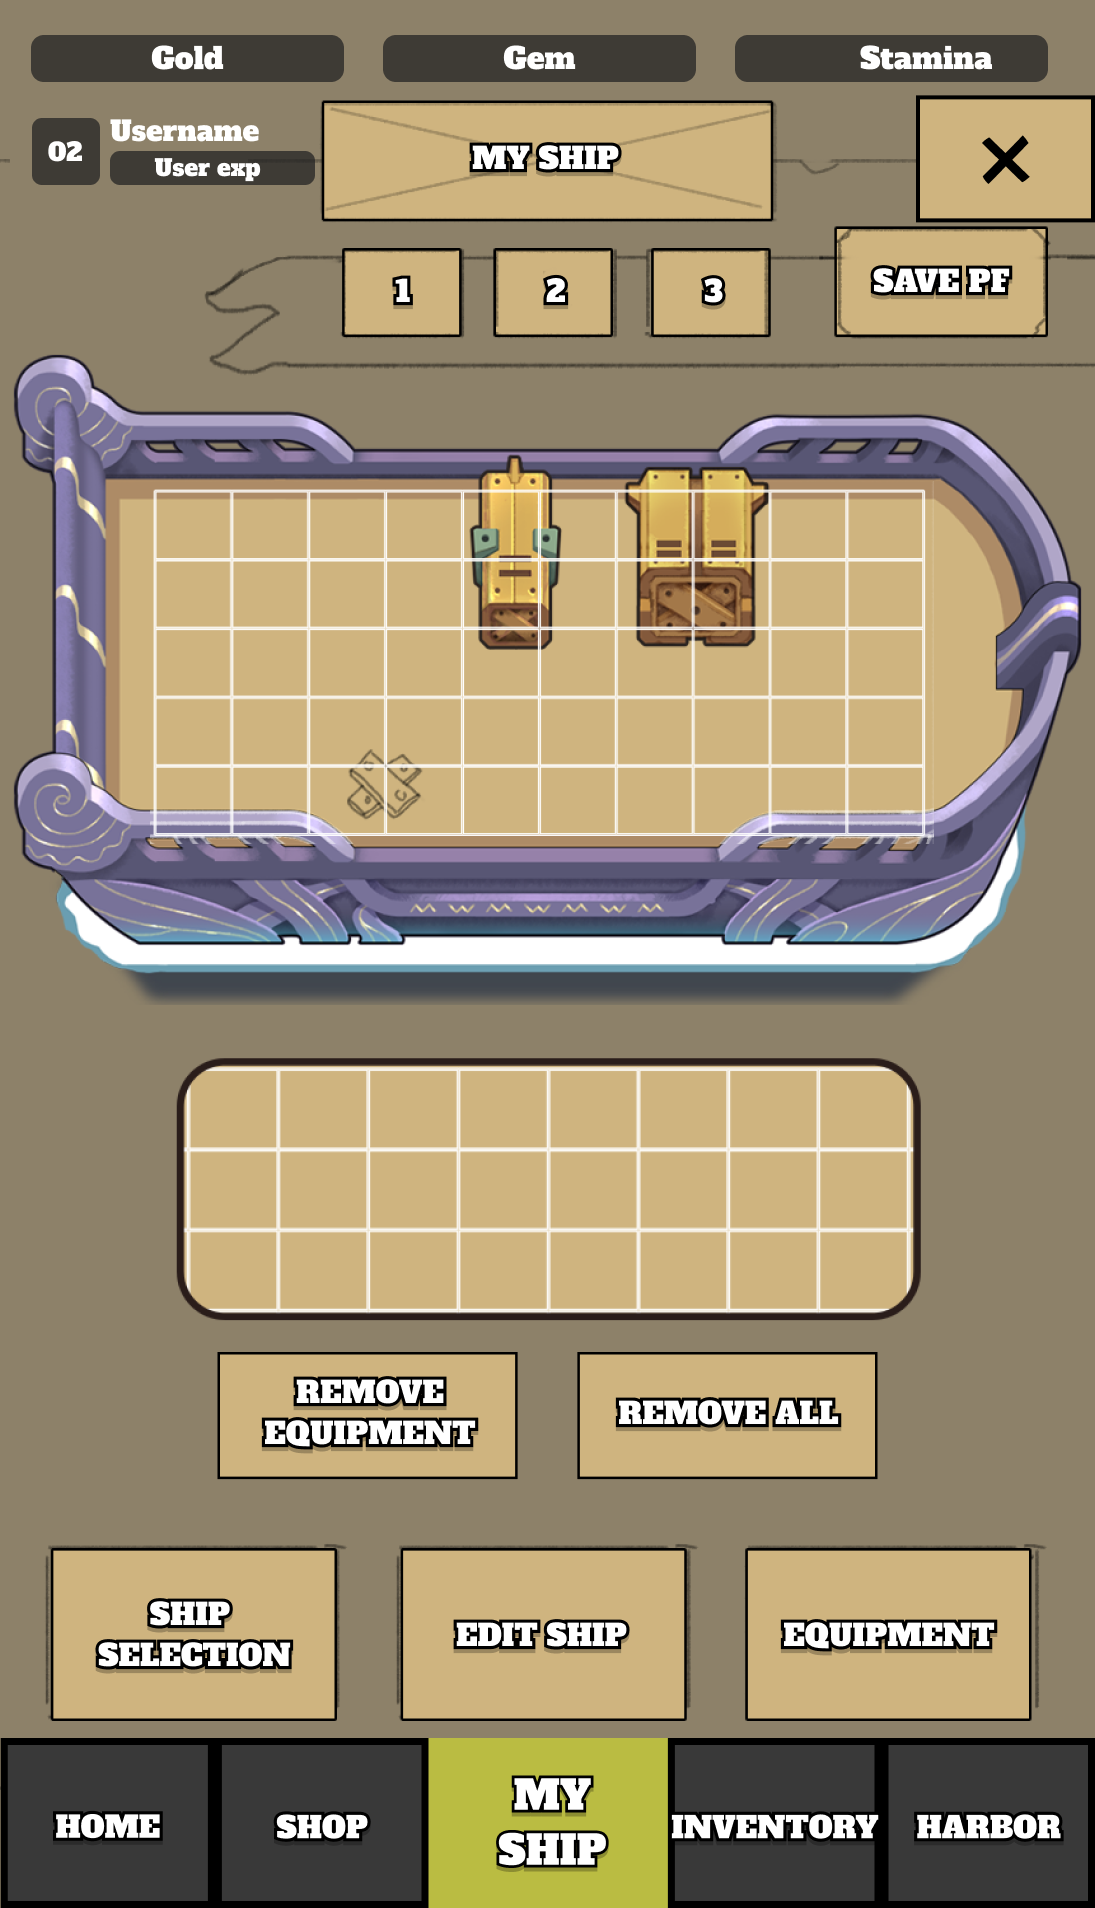 Gold
Gem
Stamina
02
Username
User exp
MY SHIP
1
2
3
SAVE PF
REMOVE
EQUIPMENT
REMOVE ALL
SHIP
SELECTION
EDIT SHIP
EQUIPMENT
HOME
SHOP
MY
SHIP
INVENTORY
HARBOR